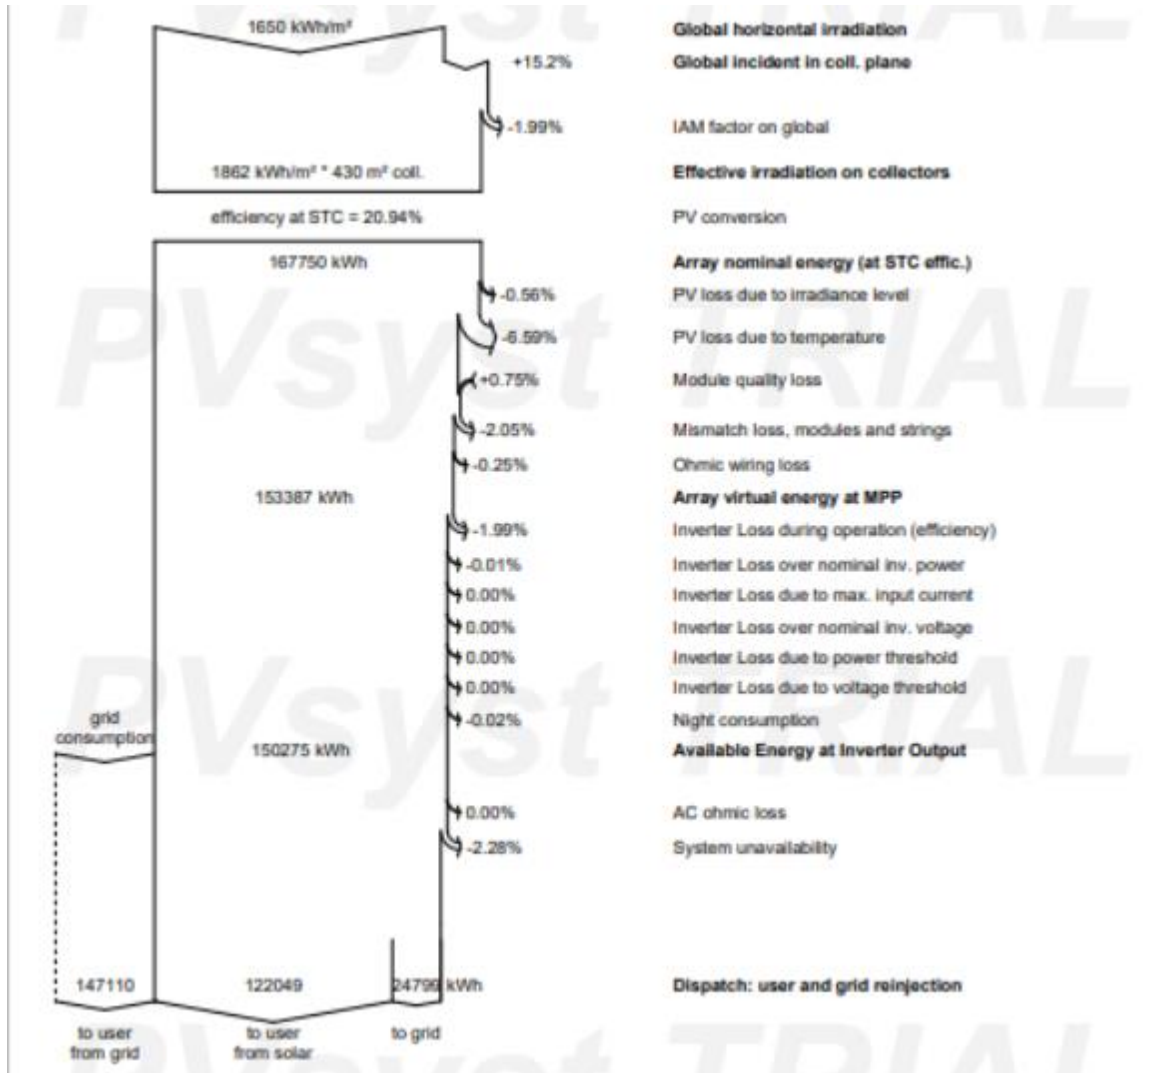 1650 kWh/m² Global horizontal irradiation
+15.2% Global incident in coll. plane
-1.99% IAM factor on global
1862 kWh/m² * 430 m² coll. Effective irradiation on collectors
efficiency at STC = 20.94% PV conversion
167750 kWh Array nominal energy (at STC effic.)
-0.56% PV loss due to irradiance level
PVsyst TRIAL
-6.59% PV loss due to temperature
+0.75% Module quality loss
-2.05% Mismatch loss, modules and strings
-0.25% Ohmic wiring loss
153387 kWh Array virtual energy at MPP
-1.99% Inverter Loss during operation (efficiency)
-0.01% Inverter Loss over nominal inv. power
0.00% Inverter Loss due to max. input current
0.00% Inverter Loss over nominal inv. voltage
0.00% Inverter Loss due to power threshold
0.00% Inverter Loss due to voltage threshold
PVsyst TRIAL
grid
consumption
-0.02% Night consumption
150275 kWh Available Energy at Inverter Output
0.00% AC ohmic loss
-2.28% System unavailability
147110 122049 24799 kWh Dispatch: user and grid reinjection
to user
from grid
to user
from solar
to grid